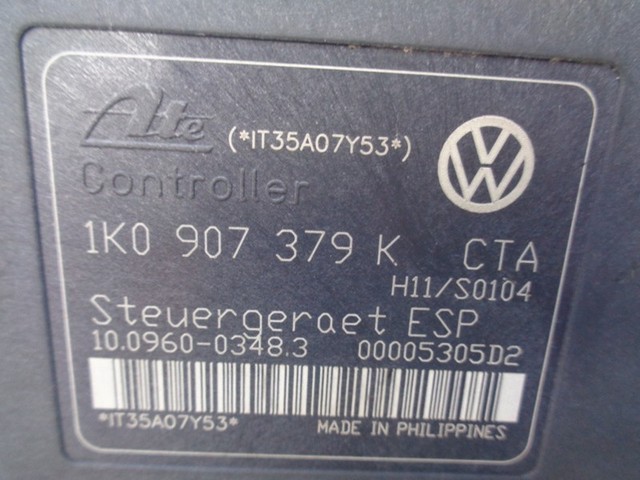 Ate (*IT35A07Y53*)
Controller
VW
1K0 907 379 K CTA
H11/S0104
Steuergeraet ESP
10.0960-0348.3 00005305D2
*IT35A07Y53* MADE IN PHILIPPINES